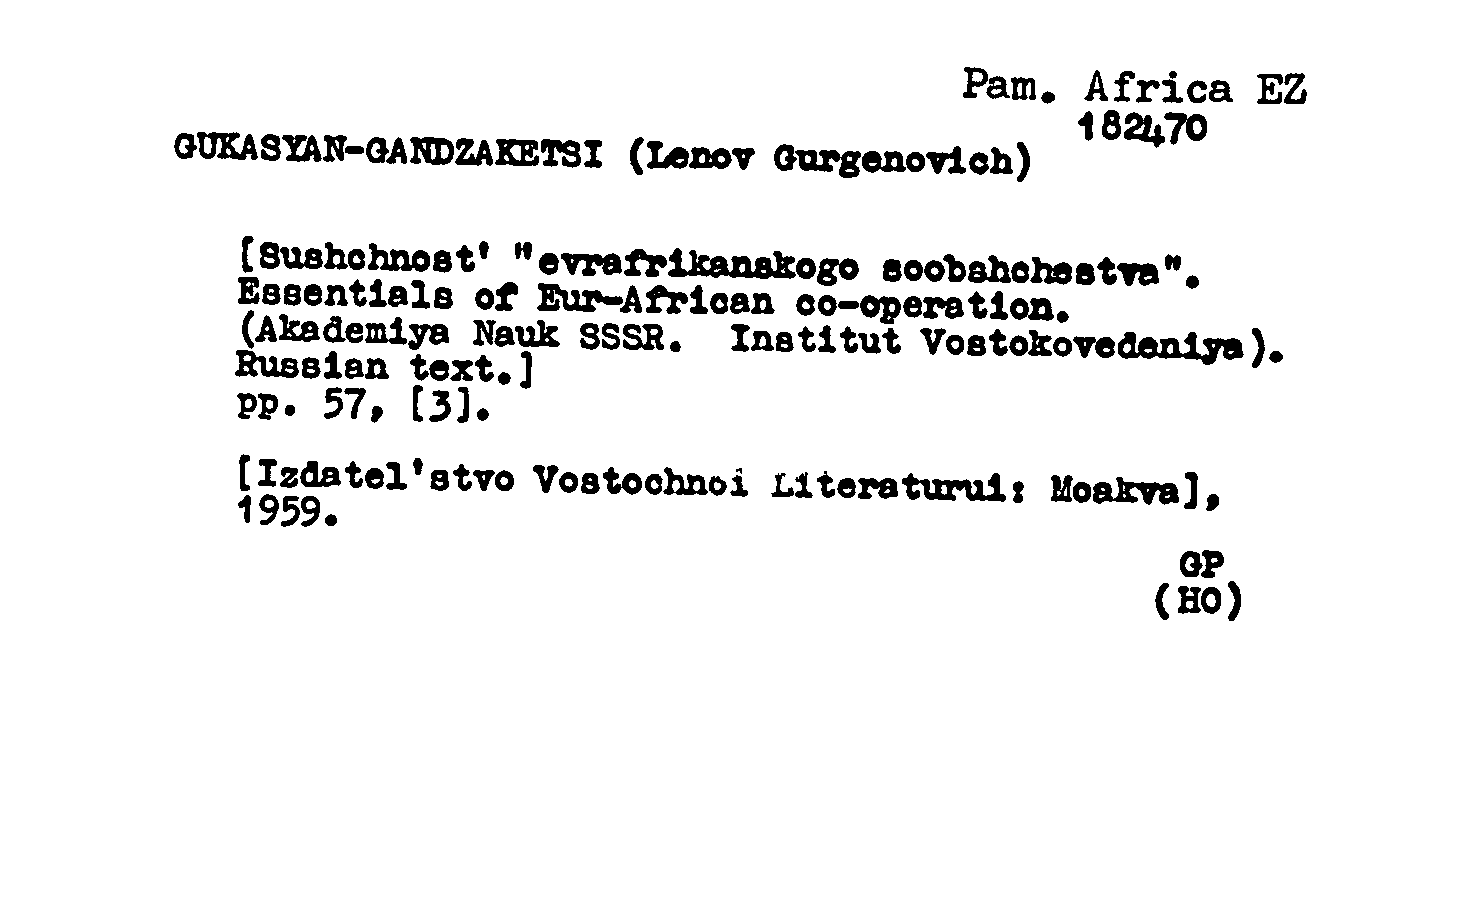 Pam. Africa EZ
182470
GUKASYAN-GANDZAKETSI (Lenov Gurgenovich)
[Sushchnost' "evrafrikanskogo soobshchestva".
Essentials of Eur-African co-operation.
(Akademiya Nauk SSSR. Institut Vostokovedeniya).
Russian text.]
pp. 57, [3].
[Izdatel'stvo Vostochnoi Literaturui: Moskva],
1959.
GP
(HO)